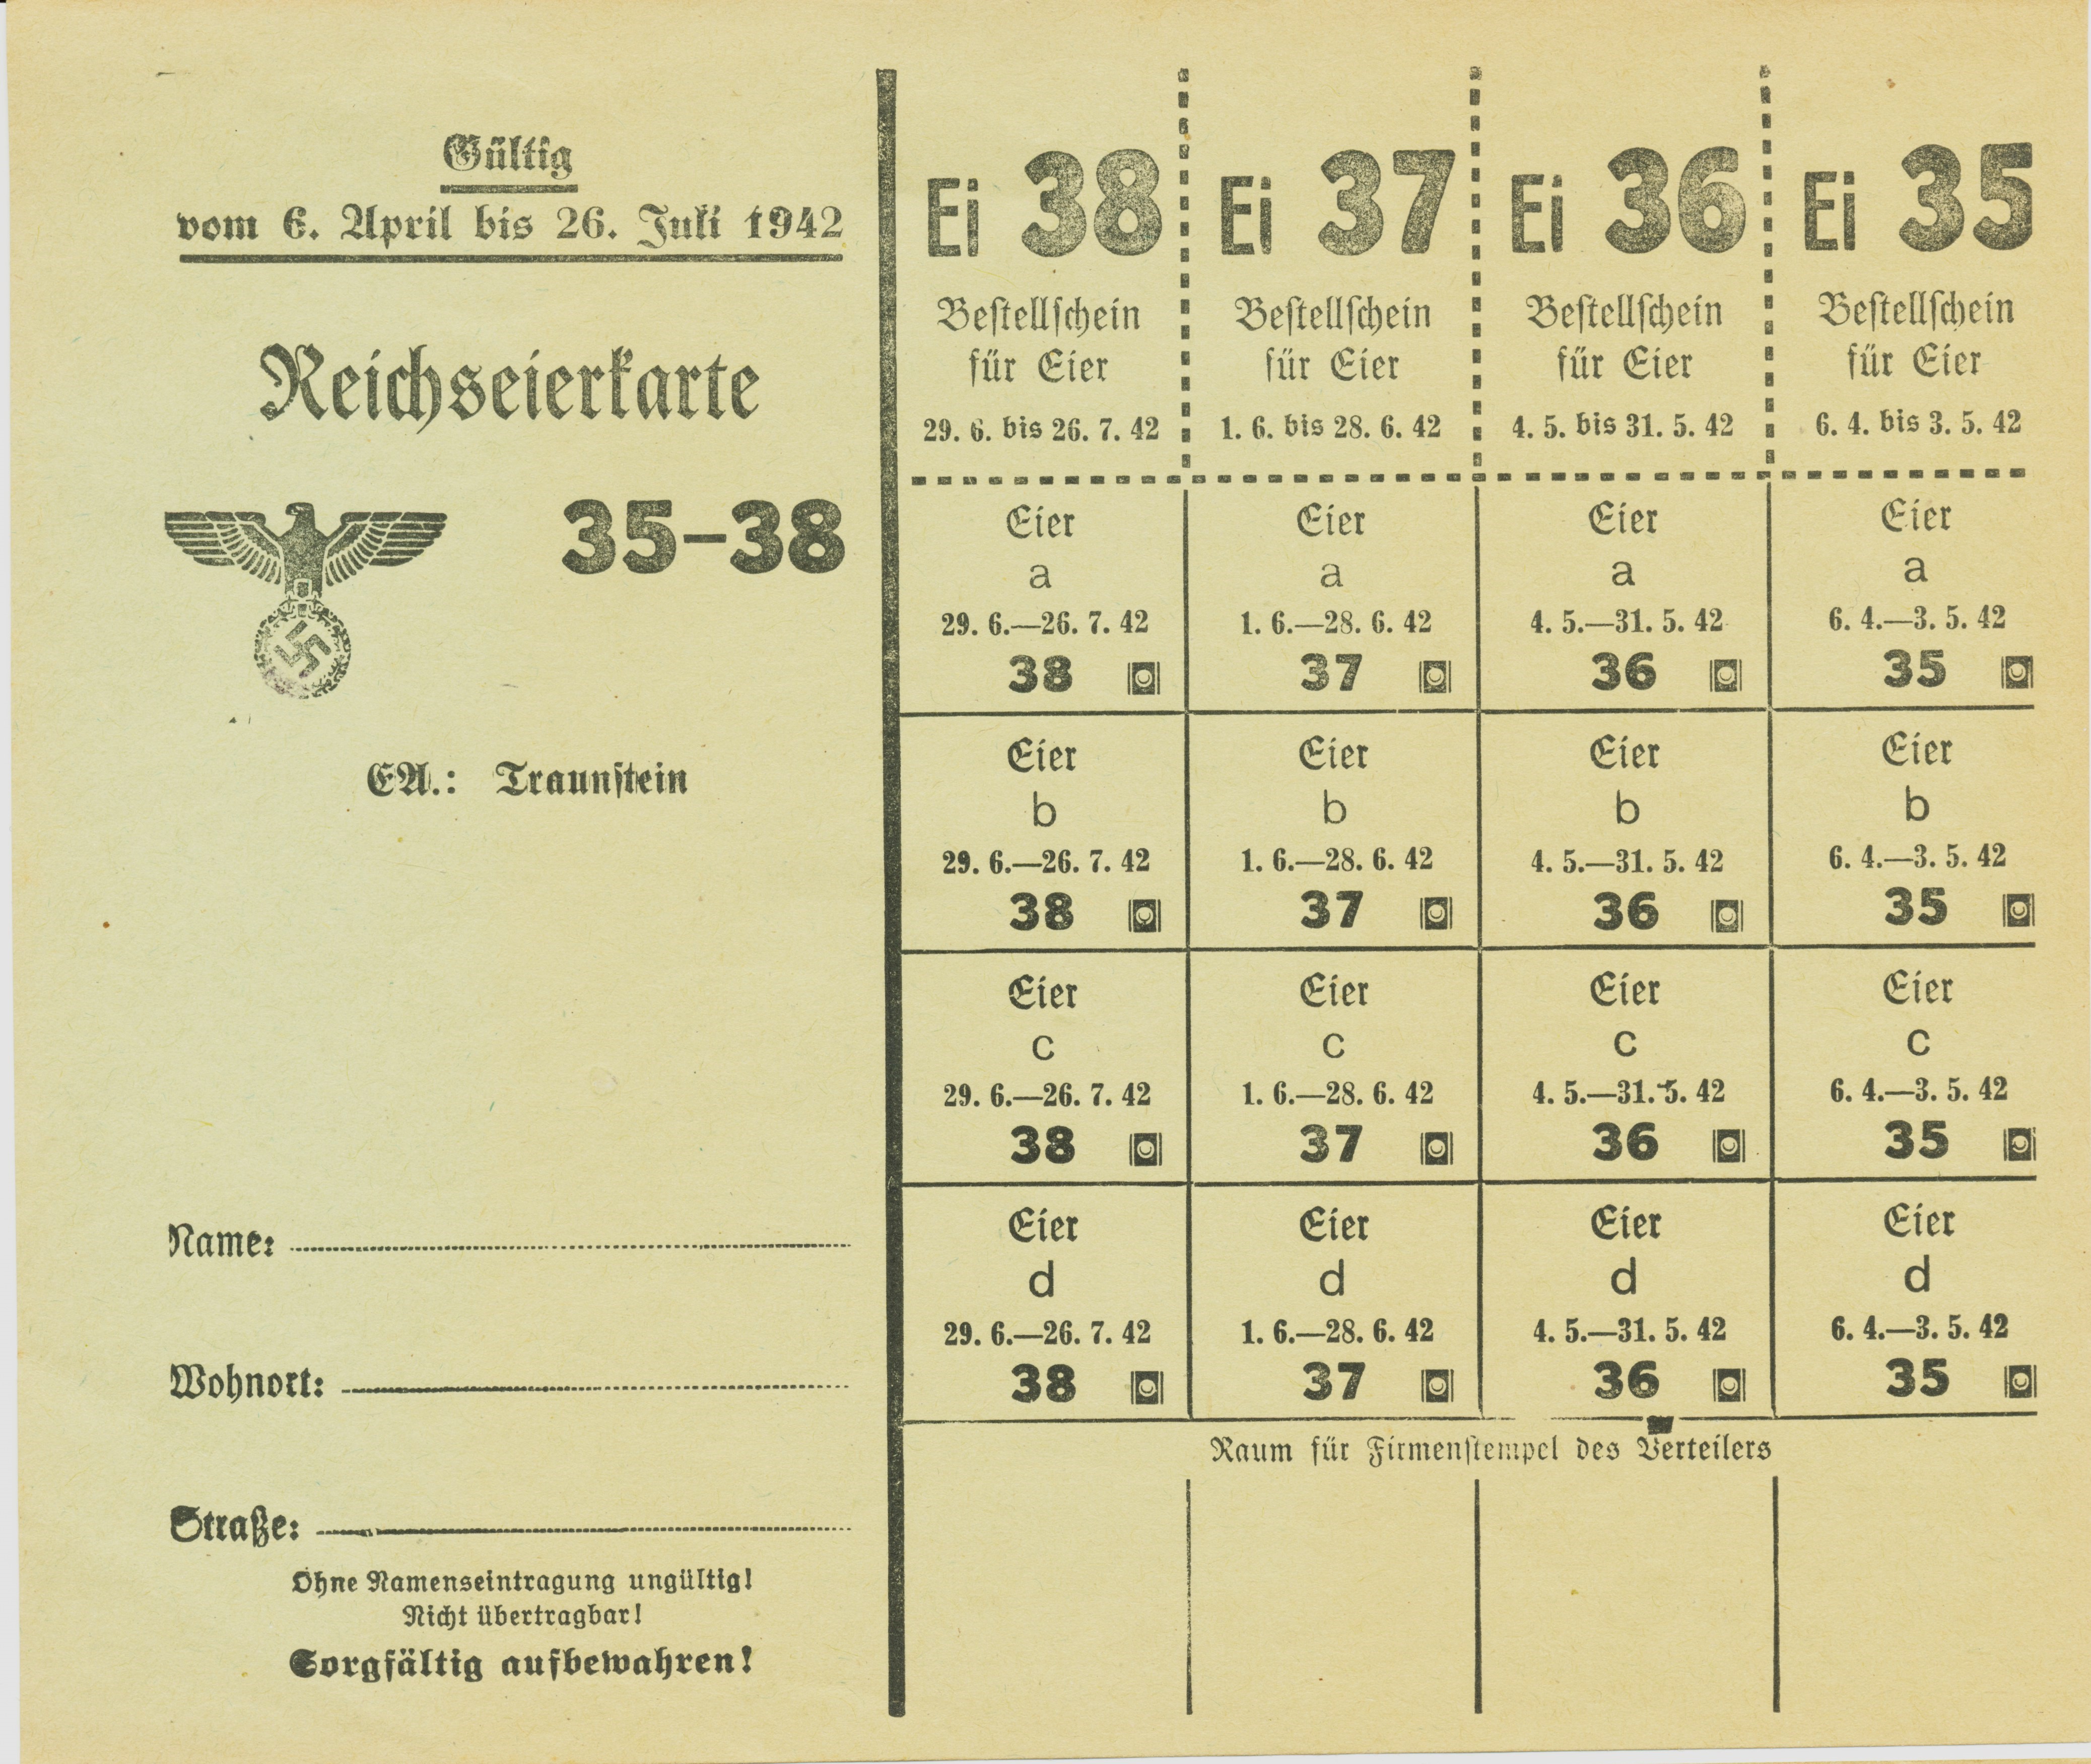 Gültig
vom 6. April bis 26. Juli 1942
Reichseierkarte
35–38
EA.: Traunstein
Name:
Wohnort:
Straße:
Ohne Namenseintragung ungültig!
Nicht übertragbar!
Sorgfältig aufbewahren!
Ei 38 Ei 37 Ei 36 Ei 35
Bestellschein Bestellschein Bestellschein Bestellschein
für Eier für Eier für Eier für Eier
29. 6. bis 26. 7. 42 1. 6. bis 28. 6. 42 4. 5. bis 31. 5. 42 6. 4. bis 3. 5. 42
Eier Eier Eier Eier
a a a a
29. 6.—26. 7. 42 1. 6.—28. 6. 42 4. 5.—31. 5. 42 6. 4.—3. 5. 42
38 37 36 35
Eier Eier Eier Eier
b b b b
29. 6.—26. 7. 42 1. 6.—28. 6. 42 4. 5.—31. 5. 42 6. 4.—3. 5. 42
38 37 36 35
Eier Eier Eier Eier
c c c c
29. 6.—26. 7. 42 1. 6.—28. 6. 42 4. 5.—31. 5. 42 6. 4.—3. 5. 42
38 37 36 35
Eier Eier Eier Eier
d d d d
29. 6.—26. 7. 42 1. 6.—28. 6. 42 4. 5.—31. 5. 42 6. 4.—3. 5. 42
38 37 36 35
Raum für Firmenstempel des Verteilers